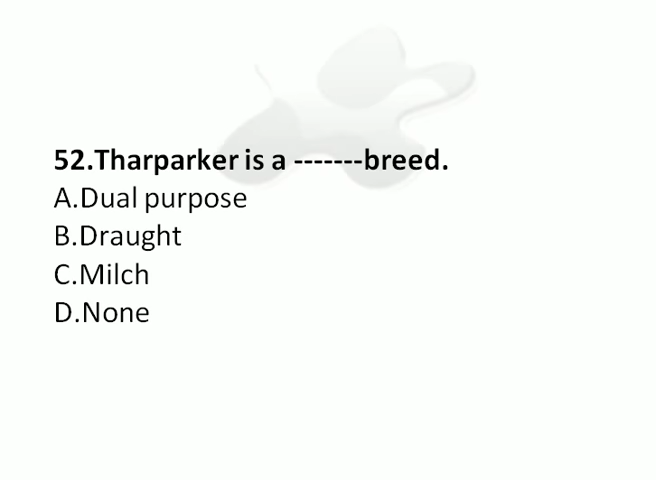 52.Tharparker is a -------breed.
A.Dual purpose
B.Draught
C.Milch
D.None